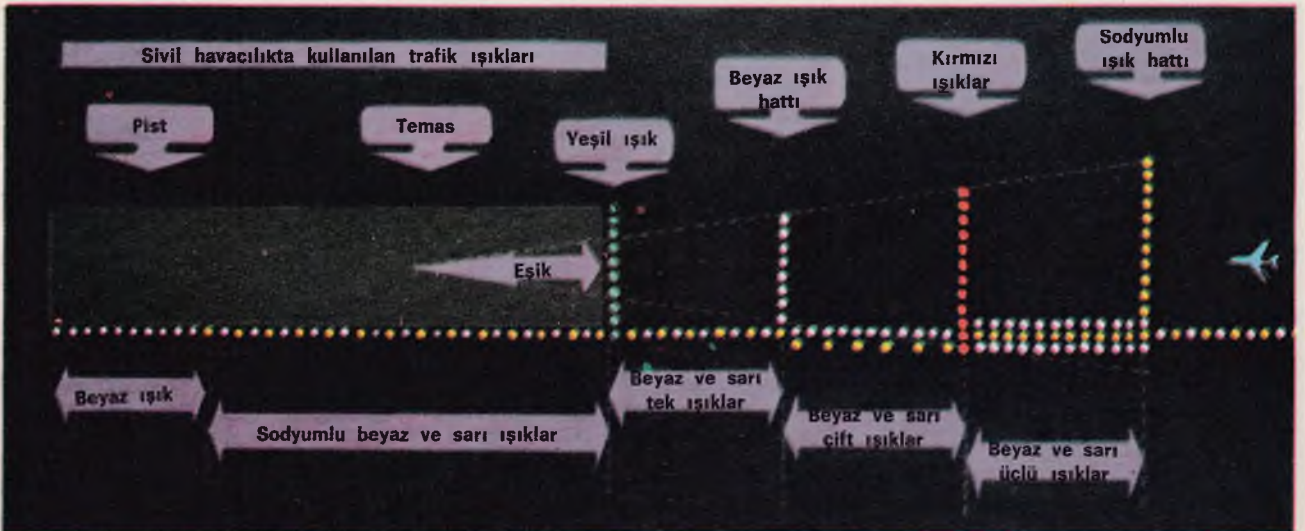 Sivil havacılıkta kullanılan trafik ışıkları
Pist
Temas
Yeşil ışık
Beyaz ışık
hattı
Kırmızı
ışıklar
Sodyumlu
ışık hattı
Eşik
Beyaz ışık
Sodyumlu beyaz ve sarı ışıklar
Beyaz ve sarı
tek ışıklar
Beyaz ve sarı
çift ışıklar
Beyaz ve sarı
üçlü ışıklar